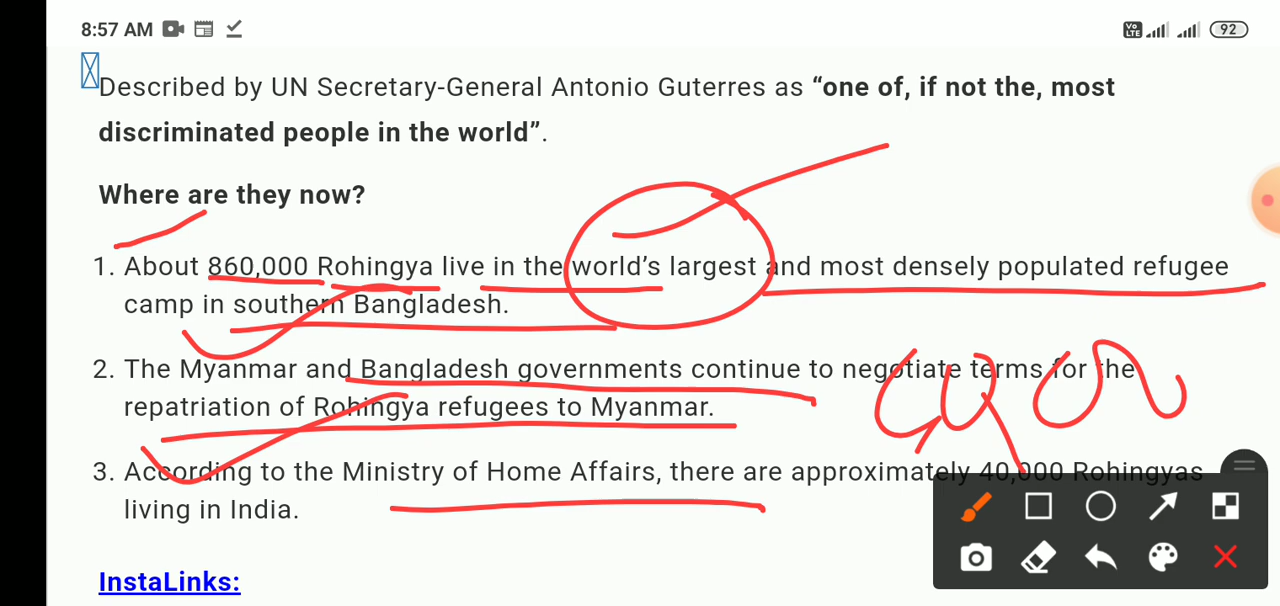 8:57 AM
Vo LTE 92
Described by UN Secretary-General Antonio Guterres as “one of, if not the, most
discriminated people in the world”.
Where are they now?
1. About 860,000 Rohingya live in the world’s largest and most densely populated refugee
camp in southern Bangladesh.
2. The Myanmar and Bangladesh governments continue to negotiate terms for the
repatriation of Rohingya refugees to Myanmar.
3. According to the Ministry of Home Affairs, there are approximately 40,000 Rohingyas
living in India.
InstaLinks: